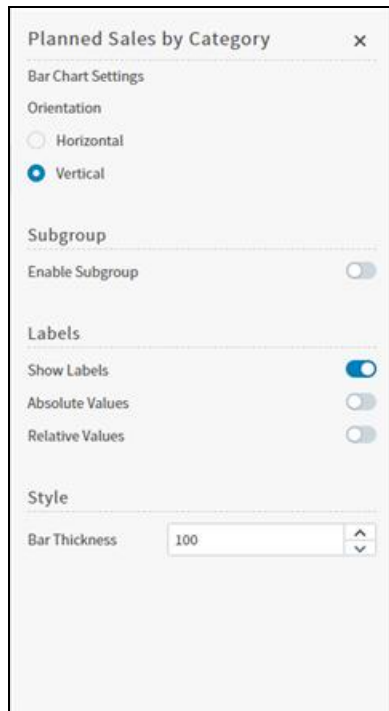 Planned Sales by Category
Bar Chart Settings
Orientation
Horizontal
Vertical
Subgroup
Enable Subgroup
Labels
Show Labels
Absolute Values
Relative Values
Style
Bar Thickness 100